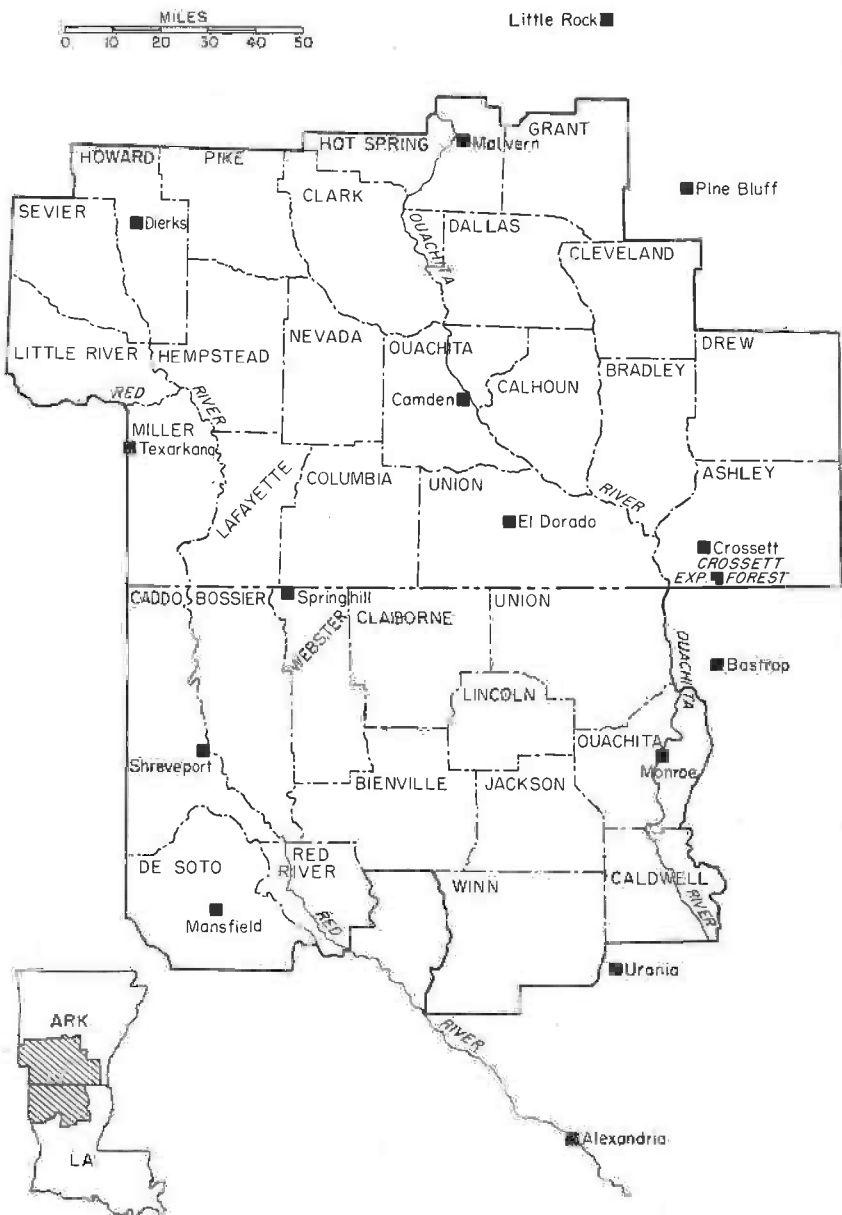 MILES
0 10 20 30 40 50
Little Rock
HOT SPRING
Malvern
GRANT
HOWARD
PIKE
CLARK
Pine Bluff
SEVIER
Dierks
OUACHITA
DALLAS
CLEVELAND
LITTLE RIVER
HEMPSTEAD
NEVADA
OUACHITA
DREW
RED
RIVER
Camden
CALHOUN
BRADLEY
MILLER
Texarkana
LAFAYETTE
COLUMBIA
UNION
RIVER
ASHLEY
El Dorado
Crossett
CROSSETT
EXP. FOREST
CADDO
BOSSIER
Springhill
WEBSTER
CLAIBORNE
UNION
OUACHITA
Bastrop
LINCOLN
OUACHITA
Shreveport
Monroe
BIENVILLE
JACKSON
DE SOTO
RED
RIVER
WINN
CALDWELL
RIVER
Mansfield
RED
Urania
RIVER
Alexandria
ARK
LA